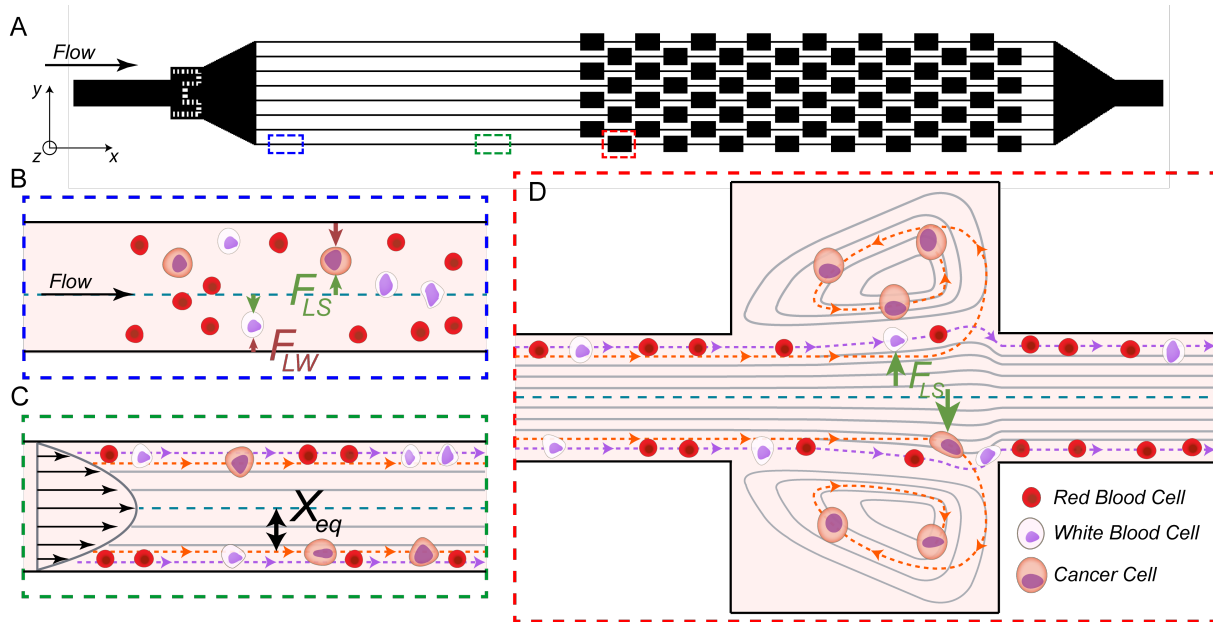 A
Flow
y
z
x
B
Flow
F_LS
F_LW
C
X_eq
D
F_LS
Red Blood Cell
White Blood Cell
Cancer Cell